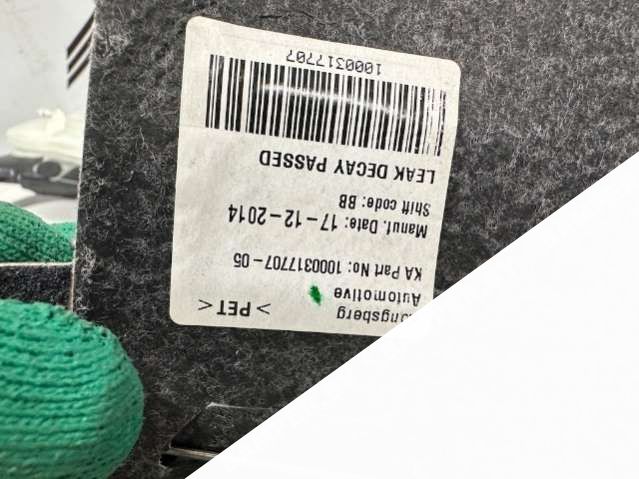 ongsberg > PET <
Automotive
KA Part No: 1000317707-05
Manuf. Date: 17-12-2014
Shift code: BB
LEAK DECAY PASSED
1000317707